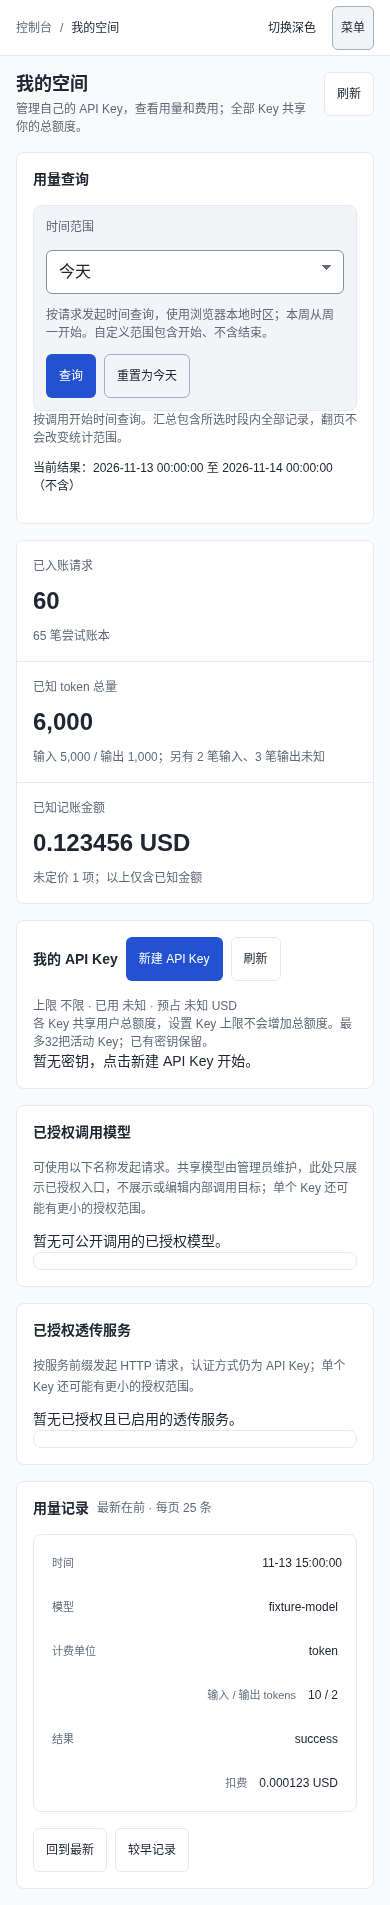 控制台 / 我的空间 切换深色 菜单
我的空间
管理自己的 API Key，查看用量和费用；全部 Key 共享
你的总额度。
刷新
用量查询
时间范围
今天
按请求发起时间查询，使用浏览器本地时区；本周从周
一开始。自定义范围包含开始、不含结束。
查询 重置为今天
按调用开始时间查询。汇总包含所选时段内全部记录，翻页不
会改变统计范围。
当前结果：2026-11-13 00:00:00 至 2026-11-14 00:00:00
（不含）
已入账请求
60
65 笔尝试账本
已知 token 总量
6,000
输入 5,000 / 输出 1,000；另有 2 笔输入、3 笔输出未知
已知记账金额
0.123456 USD
未定价 1 项；以上仅含已知金额
我的 API Key 新建 API Key 刷新
上限 不限 · 已用 未知 · 预占 未知 USD
各 Key 共享用户总额度，设置 Key 上限不会增加总额度。最
多32把活动 Key；已有密钥保留。
暂无密钥，点击新建 API Key 开始。
已授权调用模型
可使用以下名称发起请求。共享模型由管理员维护，此处只展
示已授权入口，不展示或编辑内部调用目标；单个 Key 还可
能有更小的授权范围。
暂无可公开调用的已授权模型。
已授权透传服务
按服务前缀发起 HTTP 请求，认证方式仍为 API Key；单个
Key 还可能有更小的授权范围。
暂无已授权且已启用的透传服务。
用量记录 最新在前 · 每页 25 条
时间 11-13 15:00:00
模型 fixture-model
计费单位 token
输入 / 输出 tokens 10 / 2
结果 success
扣费 0.000123 USD
回到最新 较早记录